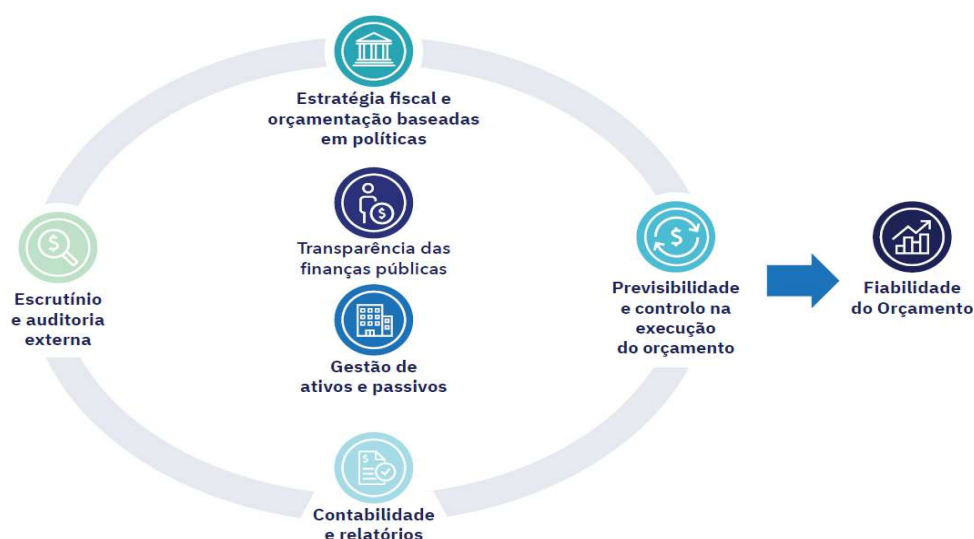 Estratégia fiscal e
orçamentação baseadas
em políticas
Transparência das
finanças públicas
Escrutínio
e auditoria
externa
Previsibilidade
e controlo na
execução
do orçamento
Fiabilidade
do Orçamento
Gestão de
ativos e passivos
Contabilidade
e relatórios